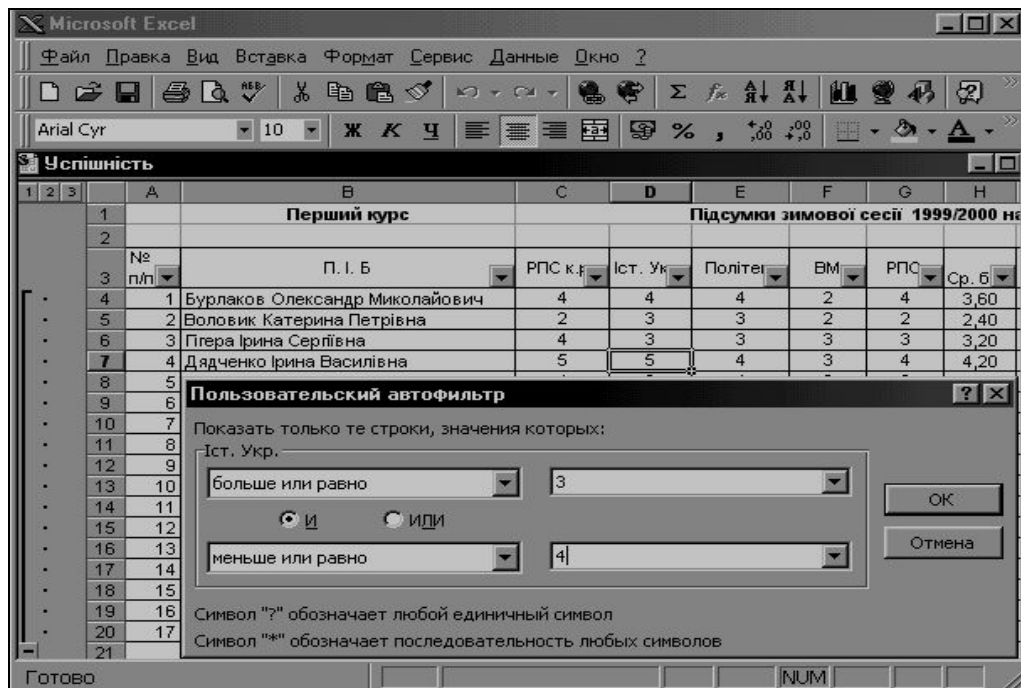 Microsoft Excel
Файл Правка Вид Вставка Формат Сервис Данные Окно ?
Arial Cyr 10 Ж К Ч
Успішність
1 2 3 A B C D E F G H
1 Перший курс Підсумки зимової сесії 1999/2000 на
2
3 № п/п П. І. Б РПС к.р Іст. Ук Політек ВМ РПС Ср. б
4 1 Бурлаков Олександр Миколайович 4 4 4 2 4 3,60
5 2 Воловик Катерина Петрівна 2 3 3 2 2 2,40
6 3 Гігера Ірина Сергіївна 4 3 3 3 3 3,20
7 4 Дядченко Ірина Василівна 5 5 4 3 4 4,20
8 5
9 6
10 7
11 8
12 9
13 10
14 11
15 12
16 13
17 14
18 15
19 16
20 17
21
Пользовательский автофильтр
Показать только те строки, значения которых:
Іст. Укр.
больше или равно 3
И ИЛИ
меньше или равно 4
OK
Отмена
Символ "?" обозначает любой единичный символ
Символ "*" обозначает последовательность любых символов
Готово NUM